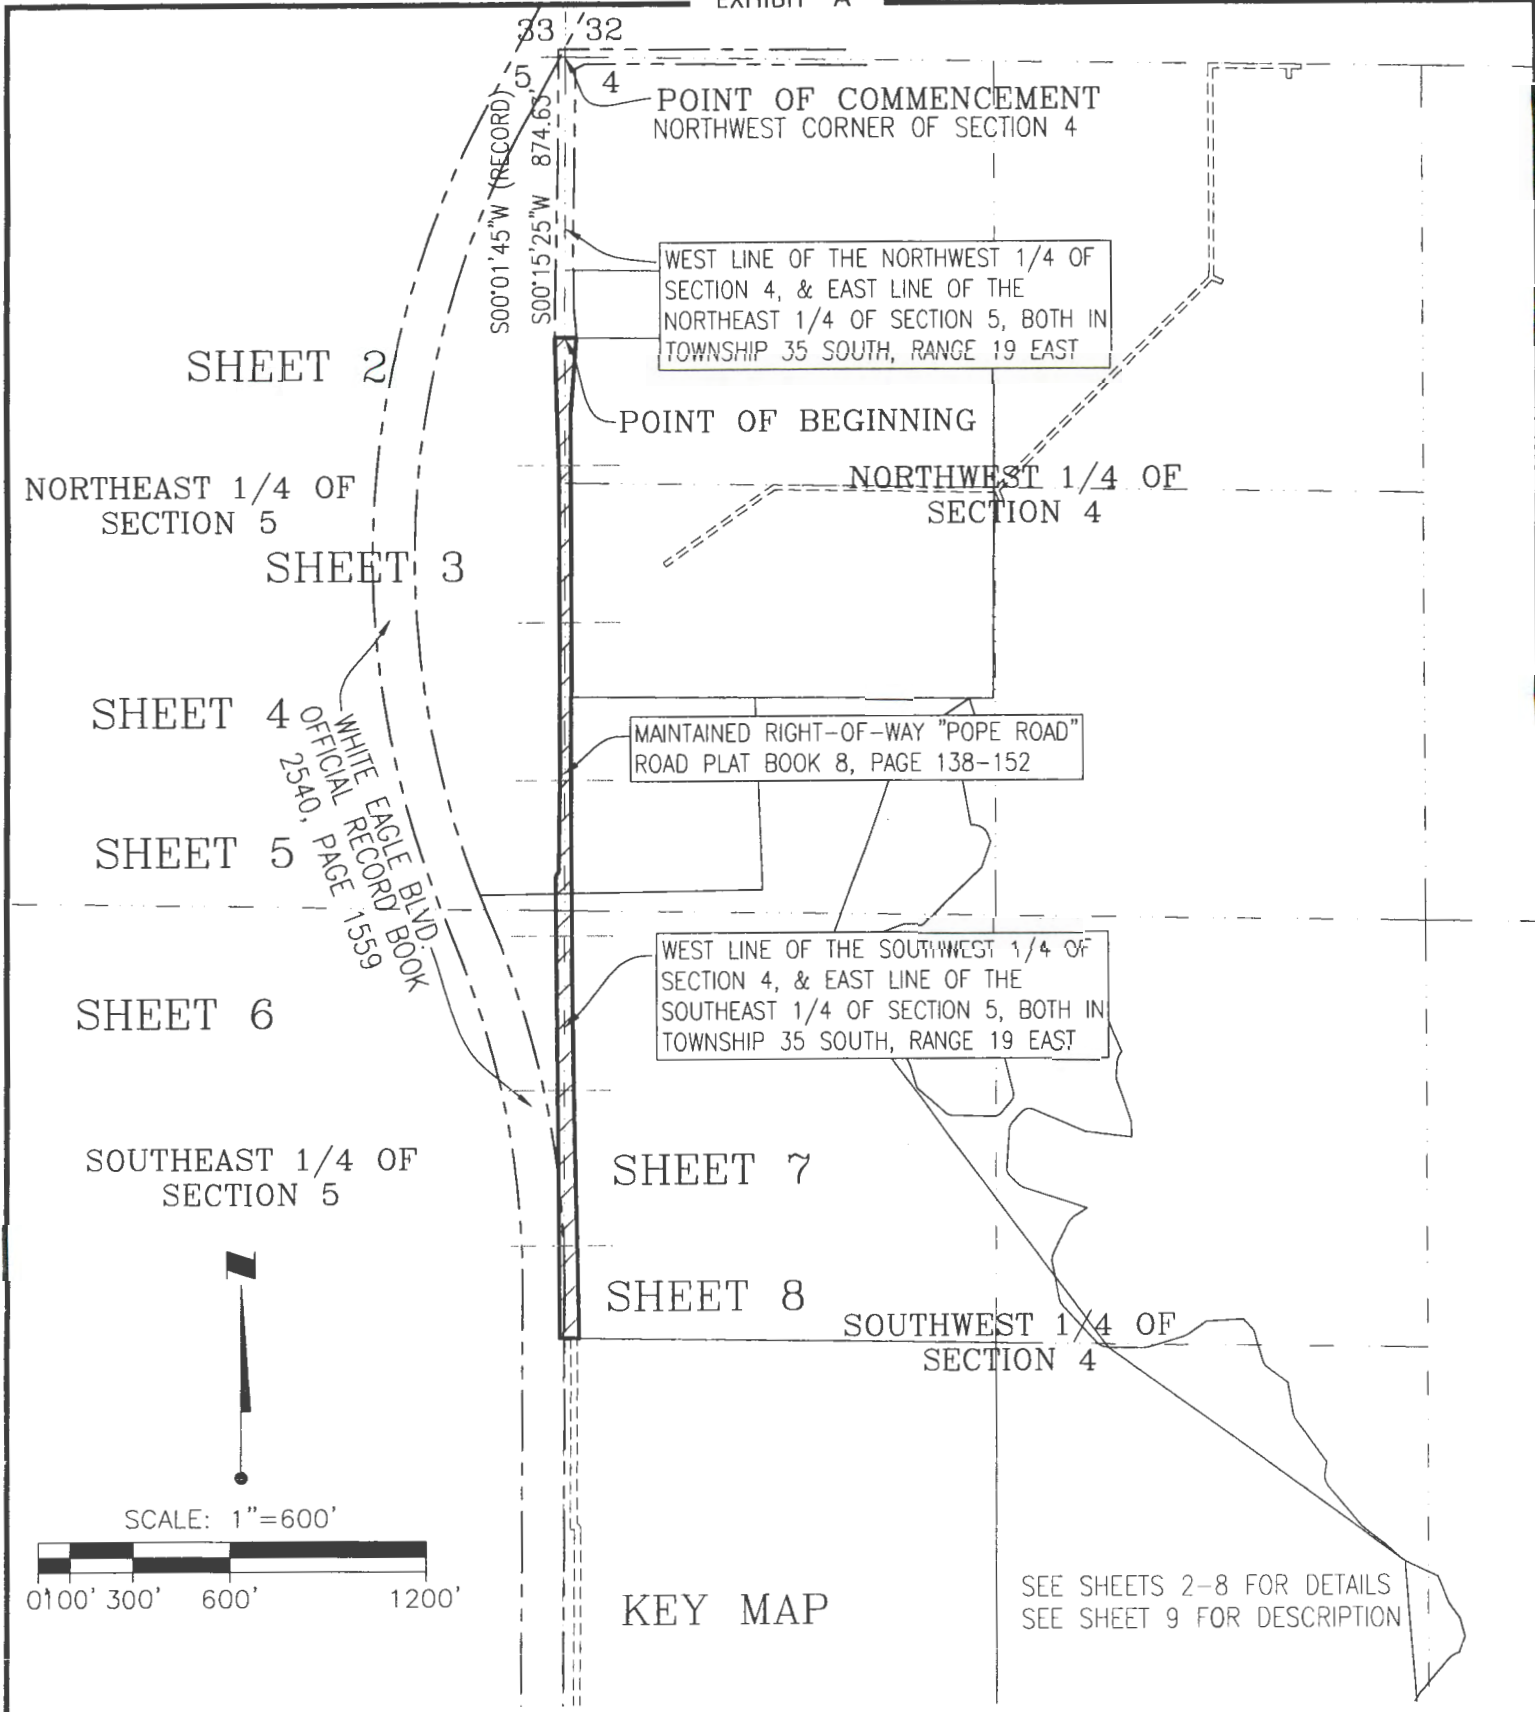 EXHIBIT "A"
33 32
5 4
POINT OF COMMENCEMENT
NORTHWEST CORNER OF SECTION 4
S00°01'45"W (RECORD)
S00°15'25"W 874.63'
WEST LINE OF THE NORTHWEST 1/4 OF
SECTION 4, & EAST LINE OF THE
NORTHEAST 1/4 OF SECTION 5, BOTH IN
TOWNSHIP 35 SOUTH, RANGE 19 EAST
SHEET 2
POINT OF BEGINNING
NORTHEAST 1/4 OF
SECTION 5
NORTHWEST 1/4 OF
SECTION 4
SHEET 3
SHEET 4
WHITE EAGLE BLVD.
OFFICIAL RECORD BOOK
2540, PAGE 1559
MAINTAINED RIGHT-OF-WAY "POPE ROAD"
ROAD PLAT BOOK 8, PAGE 138-152
SHEET 5
WEST LINE OF THE SOUTHWEST 1/4 OF
SECTION 4, & EAST LINE OF THE
SOUTHEAST 1/4 OF SECTION 5, BOTH IN
TOWNSHIP 35 SOUTH, RANGE 19 EAST
SHEET 6
SOUTHEAST 1/4 OF
SECTION 5
SHEET 7
SHEET 8
SOUTHWEST 1/4 OF
SECTION 4
SCALE: 1"=600'
0' 100' 300' 600' 1200'
KEY MAP
SEE SHEETS 2-8 FOR DETAILS
SEE SHEET 9 FOR DESCRIPTION